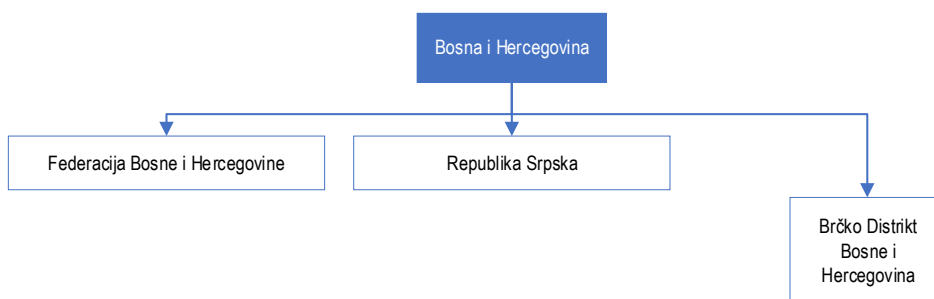 Bosna i Hercegovina
Federacija Bosne i Hercegovine
Republika Srpska
Brčko Distrikt
Bosne i
Hercegovina